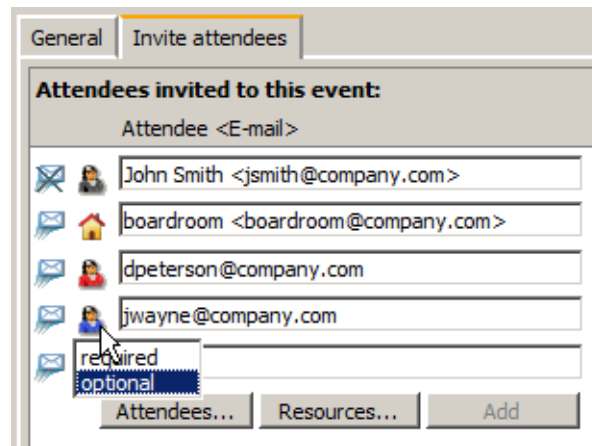 General Invite attendees
Attendees invited to this event:
Attendee <E-mail>
John Smith <jsmith@company.com>
boardroom <boardroom@company.com>
dpeterson@company.com
jwayne@company.com
required
optional
Attendees... Resources... Add